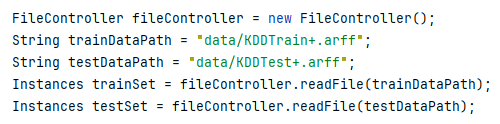 FileController fileController = new FileController();
String trainDataPath = "data/KDDTrain+.arff";
String testDataPath = "data/KDDTest+.arff";
Instances trainSet = fileController.readFile(trainDataPath);
Instances testSet = fileController.readFile(testDataPath);